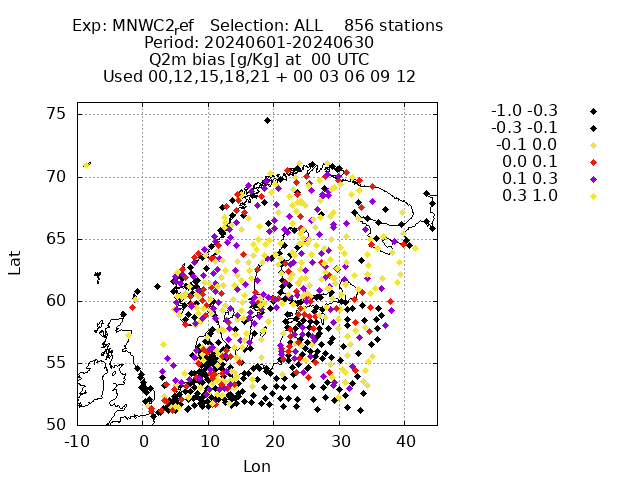 Exp: MNWC2ref Selection: ALL 856 stations
Period: 20240601-20240630
Q2m bias [g/Kg] at 00 UTC
Used 00,12,15,18,21 + 00 03 06 09 12
-1.0 -0.3
-0.3 -0.1
-0.1 0.0
0.0 0.1
0.1 0.3
0.3 1.0
75
70
65
60
55
50
Lat
-10 0 10 20 30 40
Lon